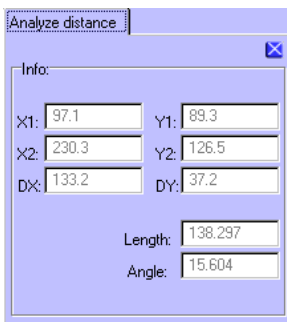 Analyze distance
Info:
X1: 97.1 Y1: 89.3
X2: 230.3 Y2: 126.5
DX: 133.2 DY: 37.2
Length: 138.297
Angle: 15.604